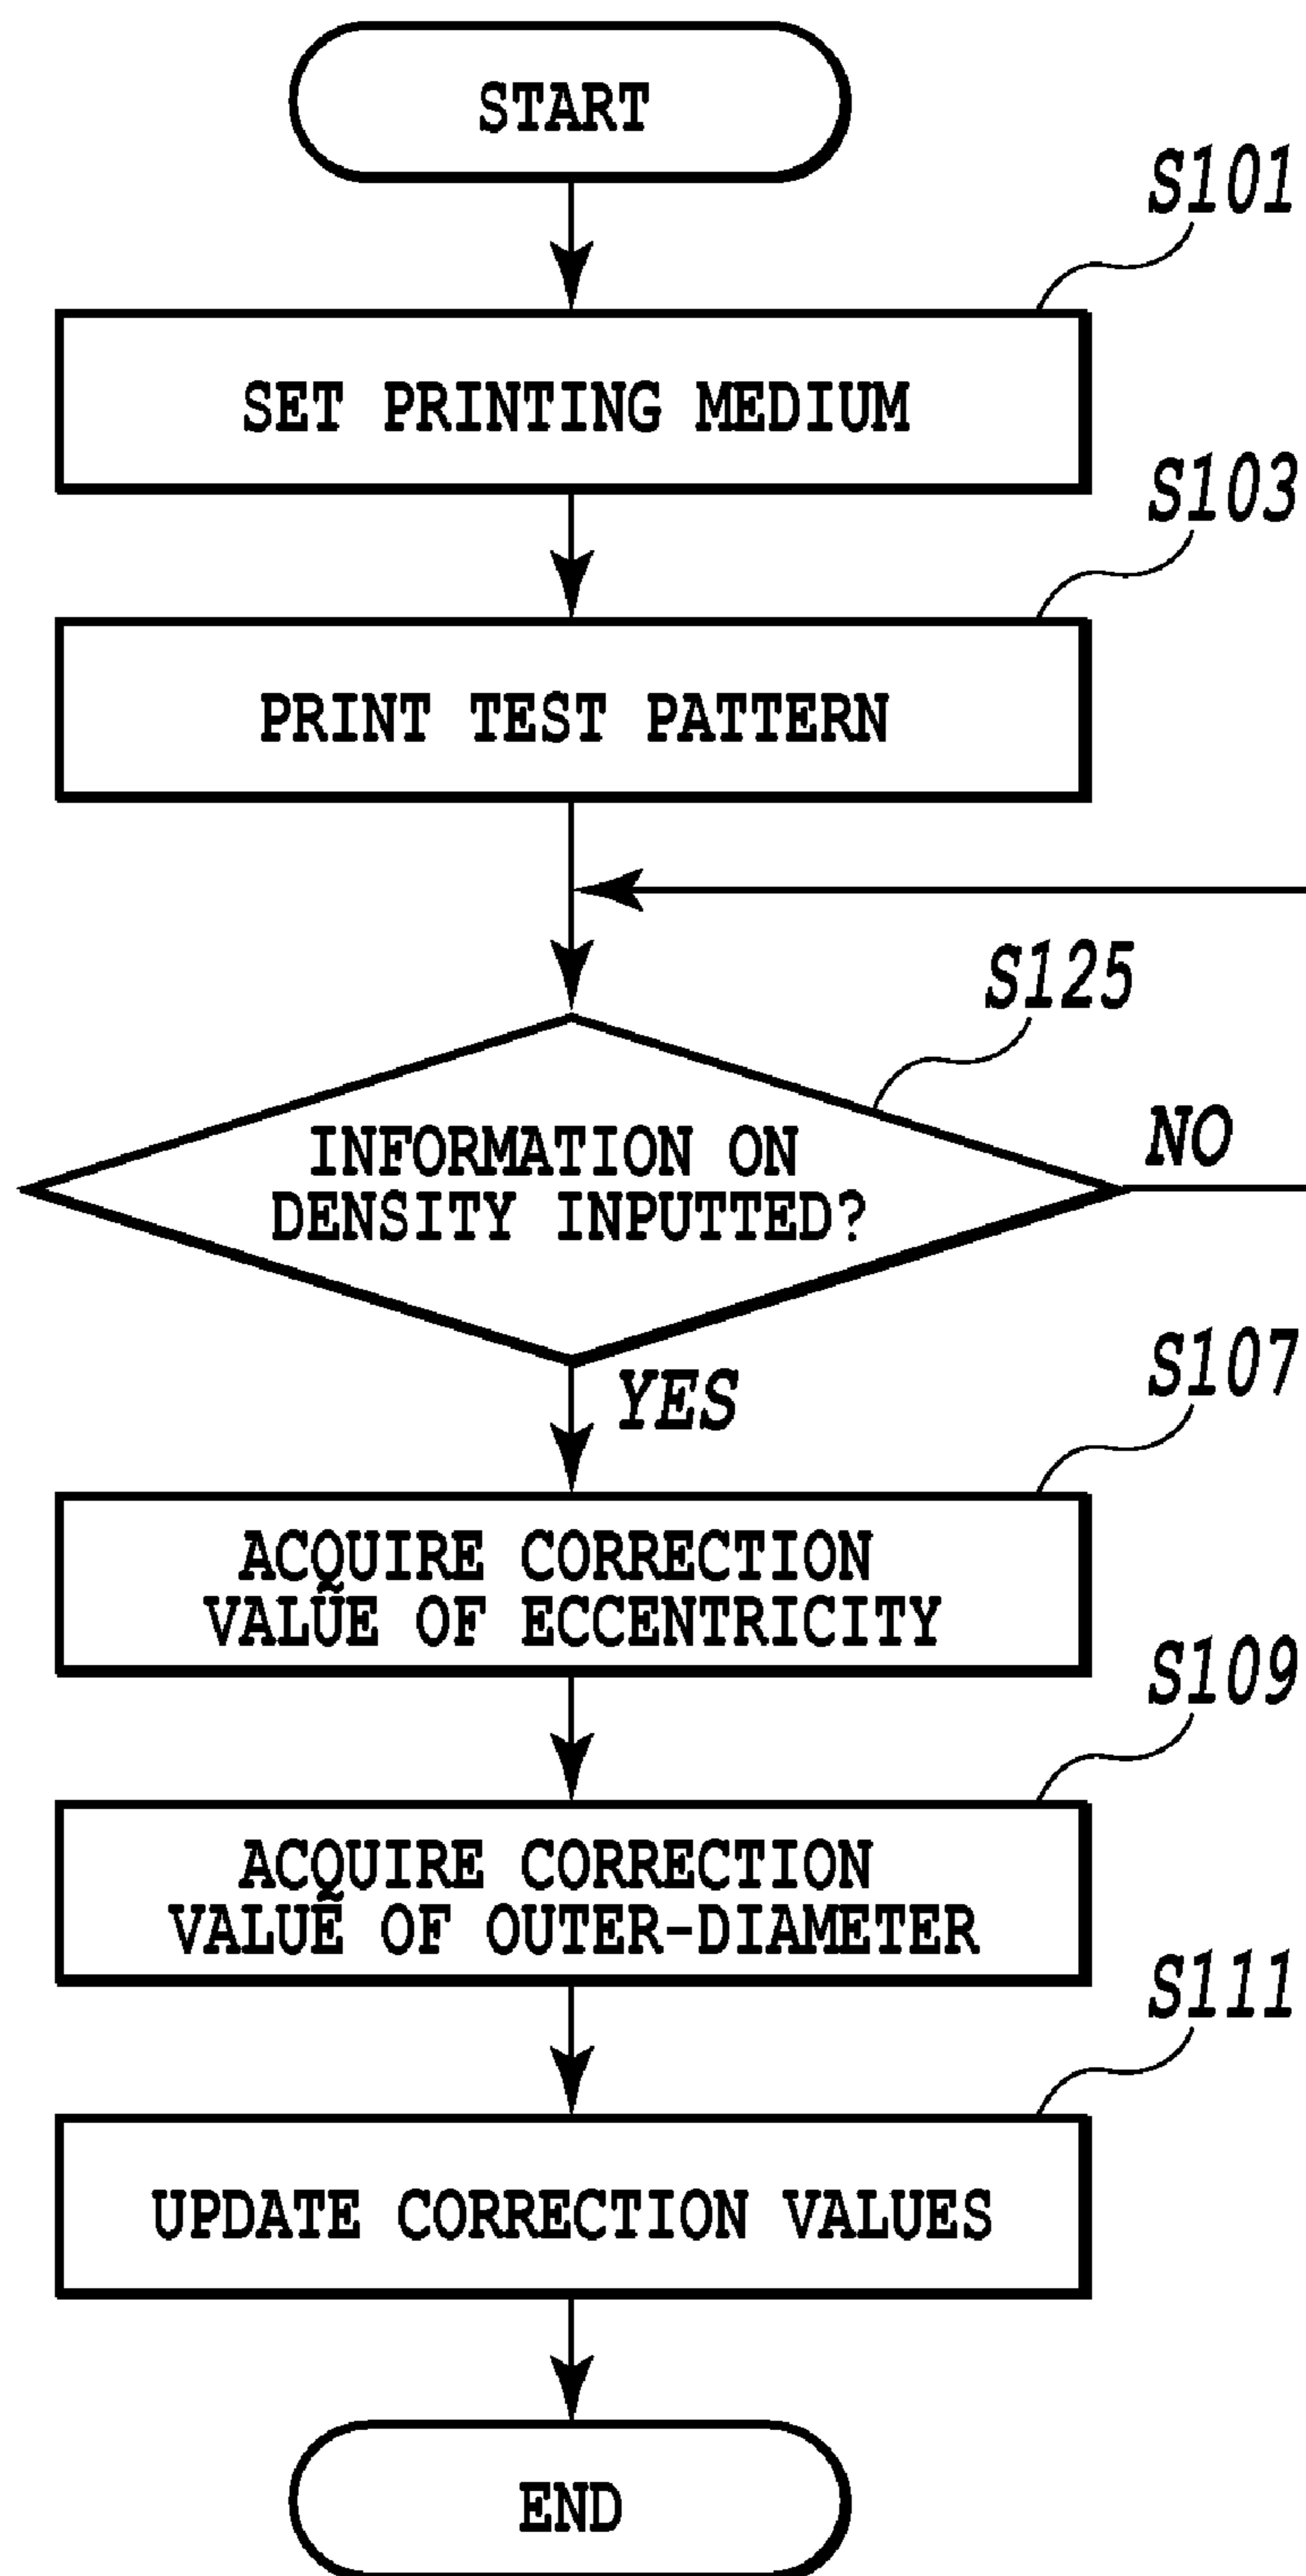 START
S101
SET PRINTING MEDIUM
S103
PRINT TEST PATTERN
S125
INFORMATION ON
DENSITY INPUTTED?
NO
YES
S107
ACQUIRE CORRECTION
VALUE OF ECCENTRICITY
S109
ACQUIRE CORRECTION
VALUE OF OUTER-DIAMETER
S111
UPDATE CORRECTION VALUES
END